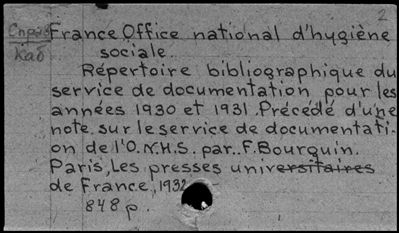 2
Справ France. Office national d'hygiène
Каб sociale.
Répertoire bibliographique du
service de documentation pour les
années 1930 et 1931. Précédé d'une
note sur le service de documentati-
on de l'O.N.H.S. par F. Bourquin.
Paris, Les presses universitaires
de France, 1932
848 p.